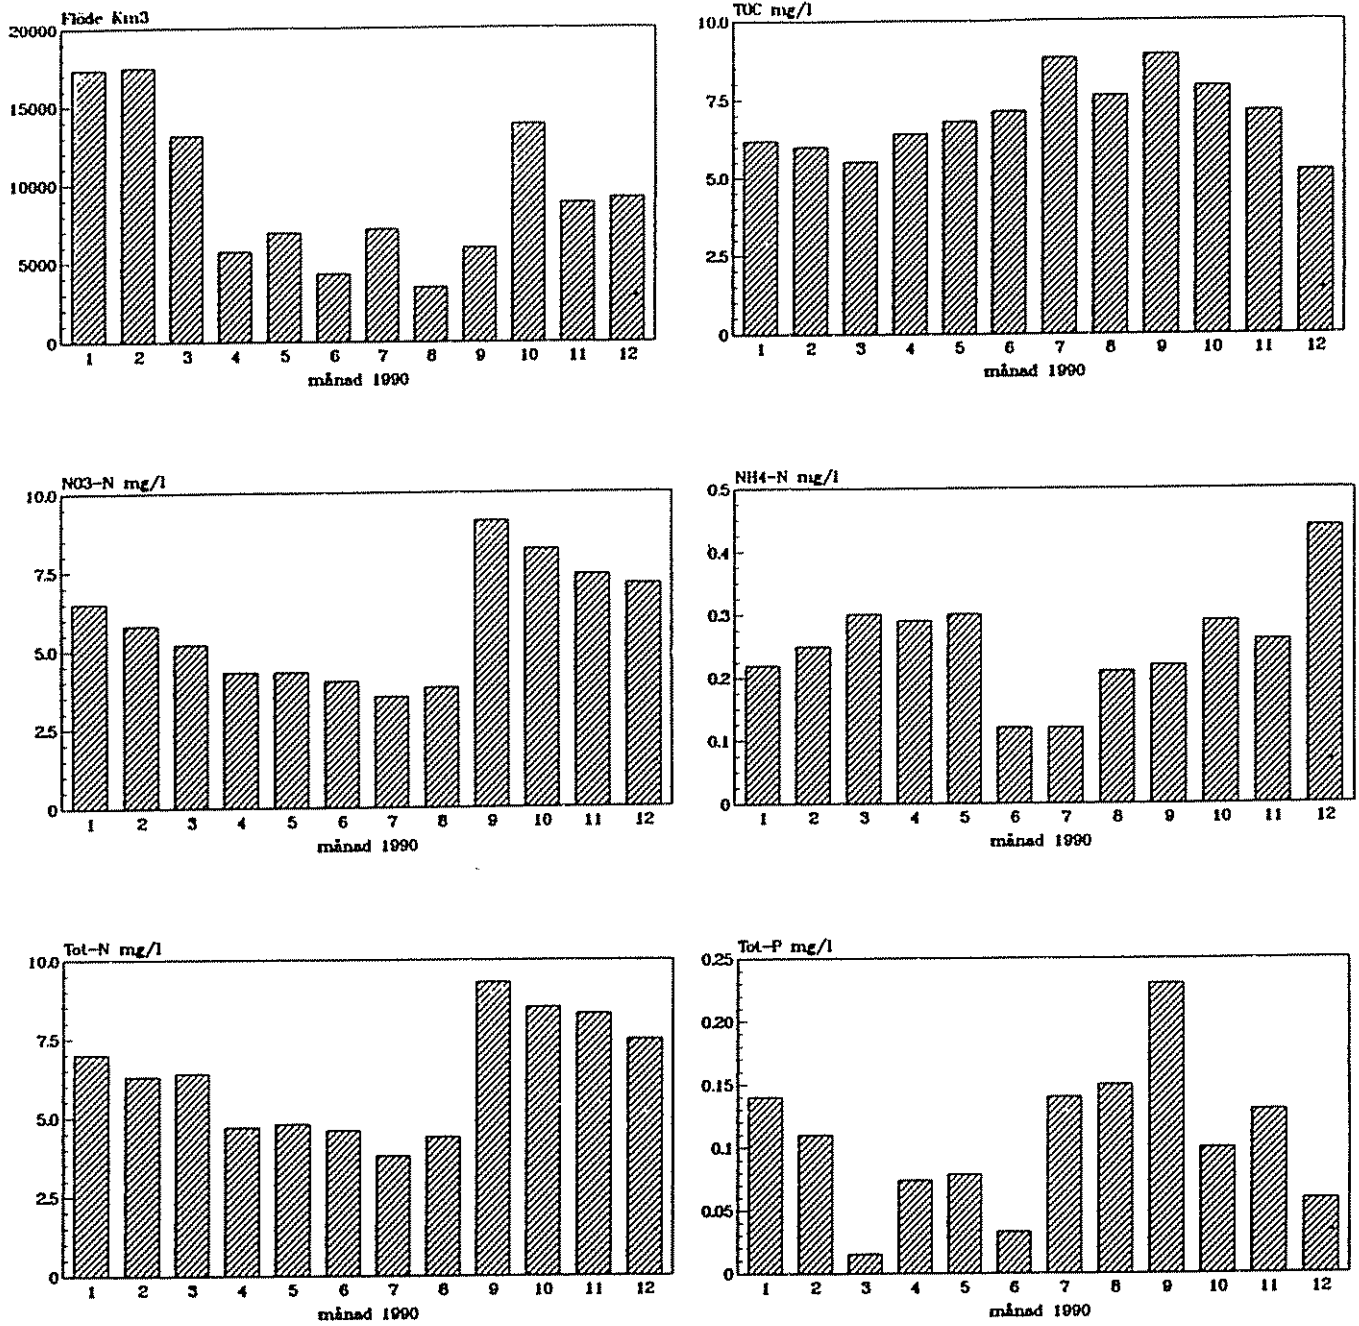 Flöde Km3
20000
15000
10000
5000
0
1 2 3 4 5 6 7 8 9 10 11 12
månad 1990
TOC mg/l
10.0
7.5
5.0
2.5
0
1 2 3 4 5 6 7 8 9 10 11 12
månad 1990
NO3-N mg/l
10.0
7.5
5.0
2.5
0
1 2 3 4 5 6 7 8 9 10 11 12
månad 1990
NH4-N mg/l
0.5
0.4
0.3
0.2
0.1
0
1 2 3 4 5 6 7 8 9 10 11 12
månad 1990
Tot-N mg/l
10.0
7.5
5.0
2.5
0
1 2 3 4 5 6 7 8 9 10 11 12
månad 1990
Tot-P mg/l
0.25
0.20
0.15
0.1
0.05
0
1 2 3 4 5 6 7 8 9 10 11 12
månad 1990